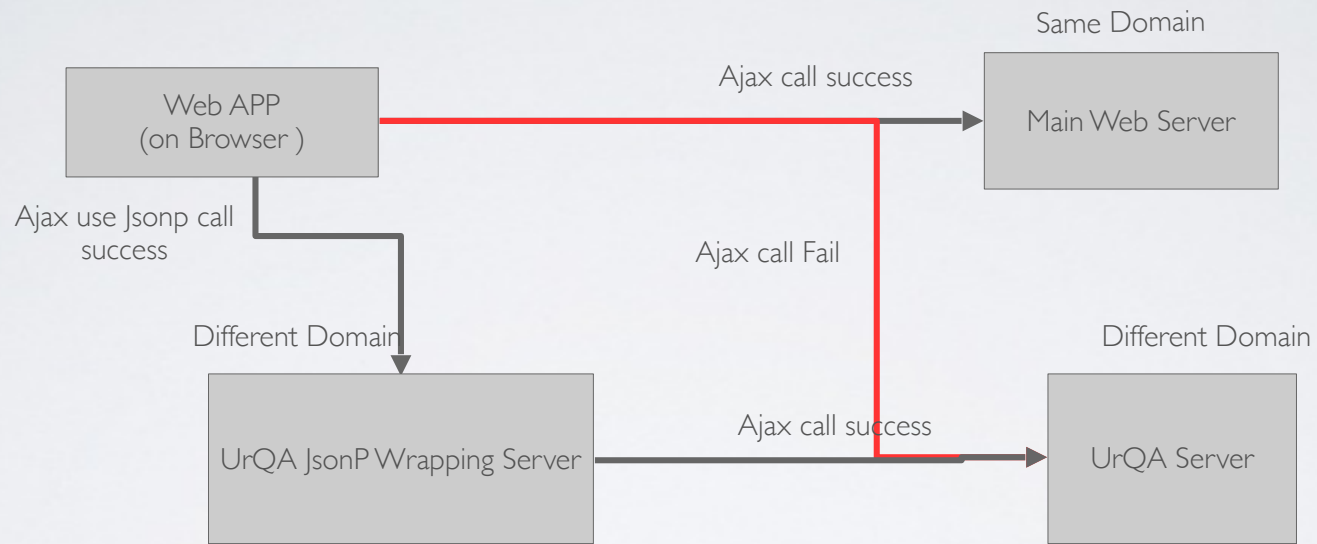 Same Domain
Ajax call success
Web APP
(on Browser )
Main Web Server
Ajax use Jsonp call
success
Ajax call Fail
Different Domain
Different Domain
Ajax call success
UrQA JsonP Wrapping Server
UrQA Server